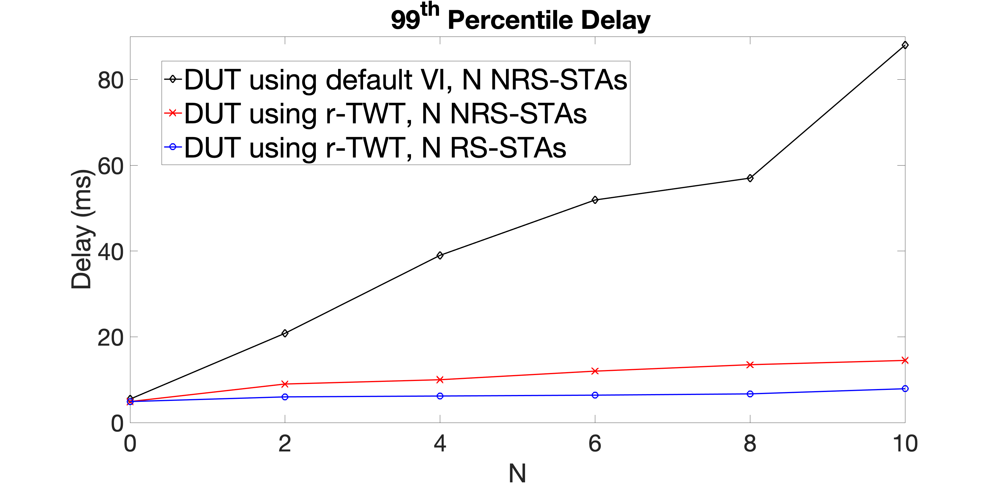 99th Percentile Delay
DUT using default VI, N NRS-STAs
DUT using r-TWT, N NRS-STAs
DUT using r-TWT, N RS-STAs
Delay (ms)
80
60
40
20
0
0 2 4 6 8 10
N